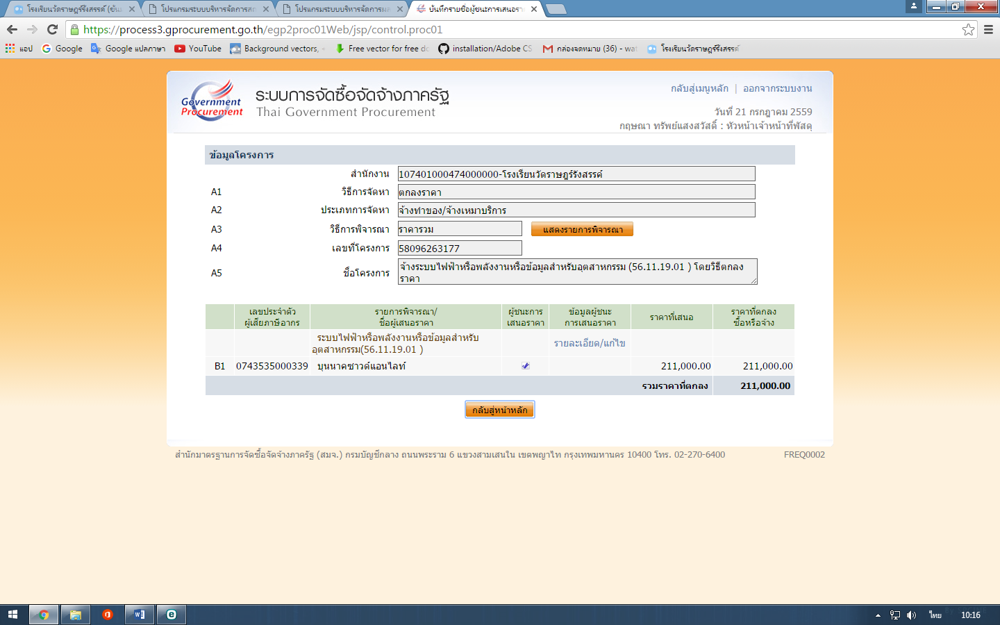 โรงเรียนวัดราษฎร์รังสรรค์ (ขัน
โปรแกรมระบบบริหารจัดการสถ
โปรแกรมระบบบริหารจัดการผล
บันทึกรายชื่อผู้ชนะการเสนอรา
https://process3.gprocurement.go.th/egp2proc01Web/jsp/control.proc01
แอป Google Google แปลภาษา YouTube Background vectors, - Free vector for free do installation/Adobe CS กล่องจดหมาย (36) - wat โรงเรียนวัดราษฎร์รังสรรค์
Government
Procurement
ระบบการจัดซื้อจัดจ้างภาครัฐ
Thai Government Procurement
กลับสู่เมนูหลัก | ออกจากระบบงาน
วันที่ 21 กรกฎาคม 2559
กฤษณา ทรัพย์แสงสวัสดิ์ : หัวหน้าเจ้าหน้าที่พัสดุ
ข้อมูลโครงการ
สำนักงาน 107401000474000000-โรงเรียนวัดราษฎร์รังสรรค์
A1 วิธีการจัดหา ตกลงราคา
A2 ประเภทการจัดหา จ้างทำของ/จ้างเหมาบริการ
A3 วิธีการพิจารณา ราคารวม แสดงรายการพิจารณา
A4 เลขที่โครงการ 58096263177
A5 ชื่อโครงการ จ้างระบบไฟฟ้าหรือพลังงานหรือข้อมูลสำหรับอุตสาหกรรม (56.11.19.01 ) โดยวิธีตกลง
ราคา
เลขประจำตัว
ผู้เสียภาษีอากร
รายการพิจารณา/
ชื่อผู้เสนอราคา
ผู้ชนะการ
เสนอราคา
ข้อมูลผู้ชนะ
การเสนอราคา
ราคาที่เสนอ
ราคาที่ตกลง
ซื้อหรือจ้าง
ระบบไฟฟ้าหรือพลังงานหรือข้อมูลสำหรับ
อุตสาหกรรม(56.11.19.01 )
รายละเอียด/แก้ไข
B1 0743535000339 บุนนาคซาวด์แอนไลท์ 211,000.00 211,000.00
รวมราคาที่ตกลง 211,000.00
กลับสู่หน้าหลัก
สำนักมาตรฐานการจัดซื้อจัดจ้างภาครัฐ (สมจ.) กรมบัญชีกลาง ถนนพระราม 6 แขวงสามเสนใน เขตพญาไท กรุงเทพมหานคร 10400 โทร. 02-270-6400 FREQ0002
ไทย 10:16